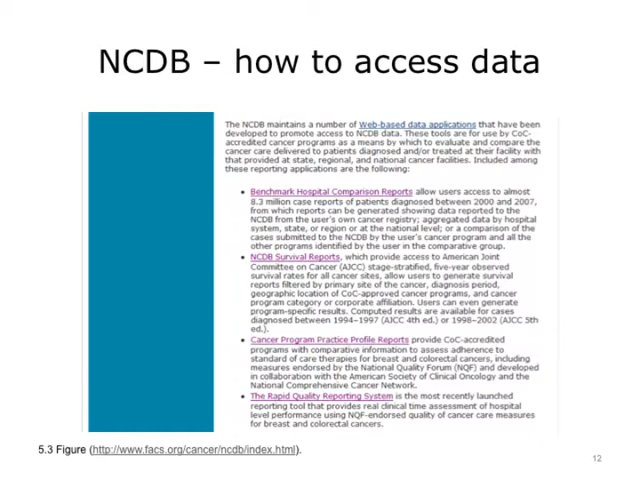 NCDB – how to access data
The NCDB maintains a number of Web-based data applications that have been
developed to promote access to NCDB data. These tools are for use by CoC-
accredited cancer programs as a means by which to evaluate and compare the
cancer care delivered to patients diagnosed and/or treated at their facility with
that provided at state, regional, and national cancer facilities. Included among
these reporting applications are the following:
• Benchmark Hospital Comparison Reports allow users access to almost
8.3 million case reports of patients diagnosed between 2000 and 2007,
from which reports can be generated showing data reported to the
NCDB from the user's own cancer registry; aggregated data by hospital
system, state, or region or at the national level; or a comparison of the
cases submitted to the NCDB by the user's cancer program and all the
other programs identified by the user in the comparative group.
• NCDB Survival Reports, which provide access to American Joint
Committee on Cancer (AJCC) stage-stratified, five-year observed
survival rates for all cancer sites, allow users to generate survival
reports filtered by primary site of the cancer, diagnosis period,
geographic location of CoC-approved cancer programs, and cancer
program category or corporate affiliation. Users can even generate
program-specific results. Computed results are available for cases
diagnosed between 1994–1997 (AJCC 4th ed.) or 1998–2002 (AJCC 5th
ed.).
• Cancer Program Practice Profile Reports provide CoC-accredited
programs with comparative information to assess adherence to
standard of care therapies for breast and colorectal cancers, including
measures endorsed by the National Quality Forum (NQF) and developed
in collaboration with the American Society of Clinical Oncology and the
National Comprehensive Cancer Network.
• The Rapid Quality Reporting System is the most recently launched
reporting tool that provides real clinical time assessment of hospital
level performance using NQF-endorsed quality of cancer care measures
for breast and colorectal cancers.
5.3 Figure (http://www.facs.org/cancer/ncdb/index.html).
12